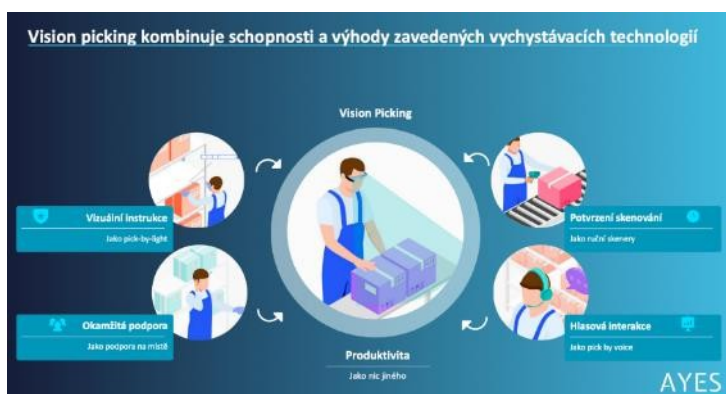 Vision picking kombinuje schopnosti a výhody zavedených vychystávacích technologií
Vision Picking
Vizuální instrukce
Jako pick-by-light
Potvrzení skenování
Jako ruční skenery
Okamžitá podpora
Jako podpora na místě
Hlasová interakce
Jako pick by voice
Produktivita
Jako nic jiného
AYES